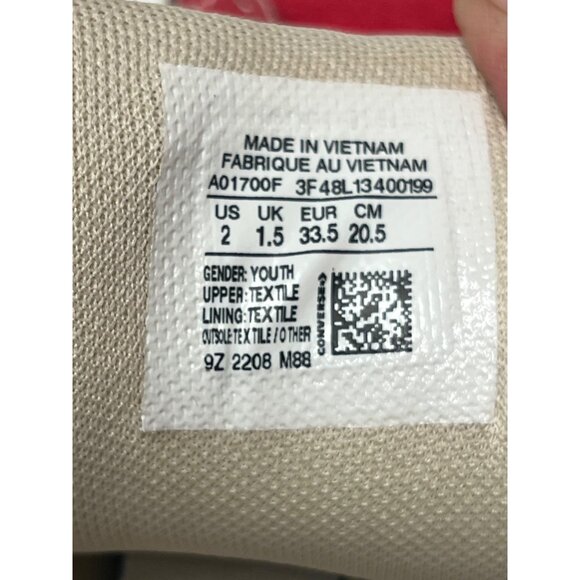 MADE IN VIETNAM
FABRIQUE AU VIETNAM
A01700F 3F48L13400199
US UK EUR CM
2 1.5 33.5 20.5
GENDER: YOUTH
UPPER:TEXTILE
LINING:TEXTILE
OUTSOLE:TEXTILE/OTHER
9Z 2208 M88
CONVERSE